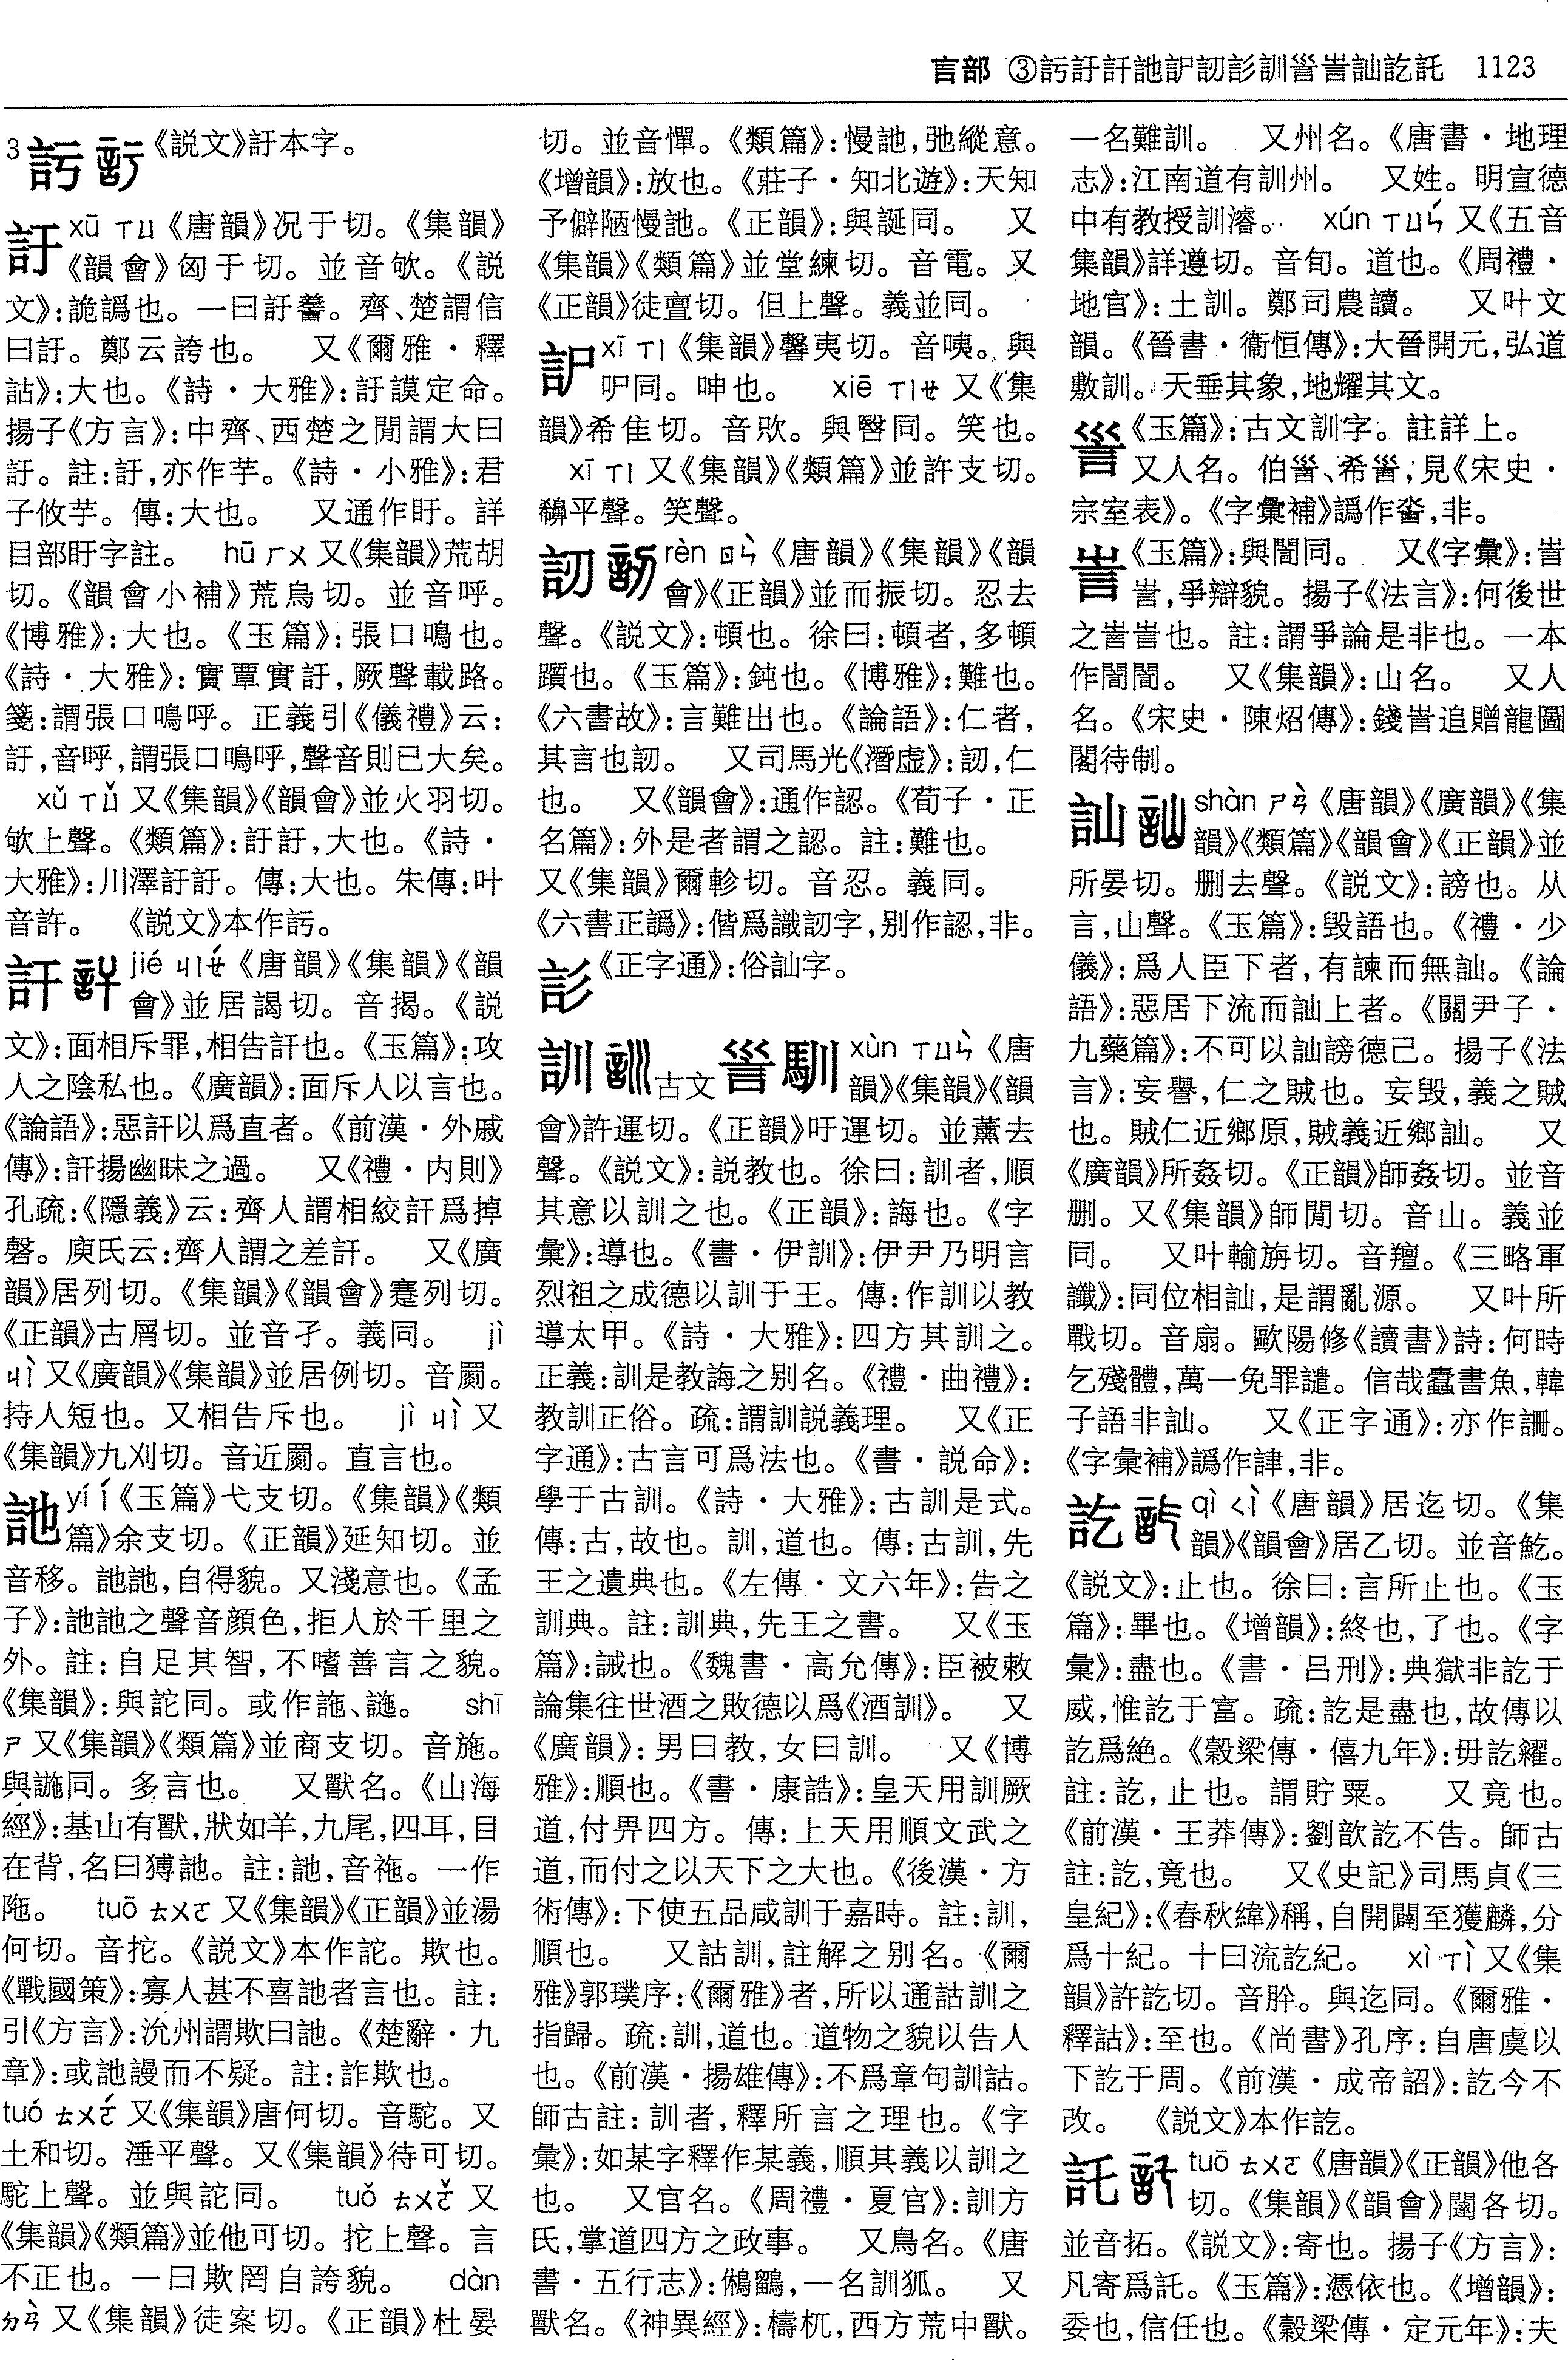 言部 ③䚽訏訐訑𧥣訒𧥦訓𧥧訔訕訖託 1123
3 《説文》訏本字。
訏 xū ㄒㄩ《唐韻》况于切。《集韻》
《韻會》匈于切。並音欨。《説
文》:詭譌也。一曰訏䜕。齊、楚謂信
曰訏。鄭云誇也。 又《爾雅・釋
詁》:大也。《詩・大雅》:訏謨定命。
揚子《方言》:中齊、西楚之閒謂大曰
訏。註:訏,亦作芋。《詩・小雅》:君
子攸芋。傳:大也。 又通作盱。詳
目部盱字註。 hū ㄏㄨ 又《集韻》荒胡
切。《韻會小補》荒烏切。並音呼。
《博雅》:大也。《玉篇》:張口鳴也。
《詩・大雅》:實覃實訏,厥聲載路。
箋:謂張口鳴呼。正義引《儀禮》云:
訏,音呼,謂張口鳴呼,聲音則已大矣。
xǔ ㄒㄩˇ 又《集韻》《韻會》並火羽切。
欨上聲。《類篇》:訏訏,大也。《詩・
大雅》:川澤訏訏。傳:大也。朱傳:叶
音許。 《説文》本作䚽。
訐 jié ㄐㄧㄝˊ《唐韻》《集韻》《韻
會》並居謁切。音揭。《説
文》:面相斥罪,相告訐也。《玉篇》:攻
人之陰私也。《廣韻》:面斥人以言也。
《論語》:惡訐以爲直者。《前漢・外戚
傳》:訐揚幽昧之過。 又《禮・内則》
孔疏:《隱義》云:齊人謂相絞訐爲掉
磬。庾氏云:齊人謂之差訐。 又《廣
韻》居列切。《集韻》《韻會》蹇列切。
《正韻》古屑切。並音孑。義同。 jì
ㄐㄧˋ 又《廣韻》《集韻》並居例切。音罽。
持人短也。又相告斥也。 jì ㄐㄧˋ 又
《集韻》九刈切。音近罽。直言也。
訑 yí ㄧˊ《玉篇》弋支切。《集韻》《類
篇》余支切。《正韻》延知切。並
音移。訑訑,自得貌。又淺意也。《孟
子》:訑訑之聲音顔色,拒人於千里之
外。註:自足其智,不嗜善言之貌。
《集韻》:與詑同。或作詤、訑。 shī
ㄕ 又《集韻》《類篇》並商支切。音施。
與䛠同。多言也。 又獸名。《山海
經》:基山有獸,狀如羊,九尾,四耳,目
在背,名曰猼訑。註:訑,音拖。一作
陁。 tuō ㄊㄨㄛ 又《集韻》《正韻》並湯
何切。音拕。《説文》本作詑。欺也。
《戰國策》:寡人甚不喜訑者言也。註:
引《方言》:沇州謂欺曰訑。《楚辭・九
章》:或訑謾而不疑。註:詐欺也。
tuó ㄊㄨㄛˊ 又《集韻》唐何切。音駝。又
土和切。涶平聲。又《集韻》待可切。
駝上聲。並與詑同。 tuǒ ㄊㄨㄛˇ 又
《集韻》《類篇》並他可切。拕上聲。言
不正也。一曰欺罔自誇貌。 dàn
ㄉㄢˋ 又《集韻》徒案切。《正韻》杜晏
切。並音憚。《類篇》:慢訑,弛縱意。
《增韻》:放也。《莊子・知北遊》:天知
予僻陋慢訑。《正韻》:與誕同。 又
《集韻》《類篇》並堂練切。音電。又
《正韻》徒亶切。但上聲。義並同。
xī ㄒㄧ《集韻》馨夷切。音咦。與
𠰓同。呻也。 xiē ㄒㄧㄝ 又《集
韻》希隹切。音㰦。與䛥同。笑也。
xī ㄒㄧ 又《集韻》《類篇》並許支切。
㰾平聲。笑聲。
訒 rèn ㄖㄣˋ《唐韻》《集韻》《韻
會》《正韻》並而振切。忍去
聲。《説文》:頓也。徐曰:頓者,多頓
躓也。《玉篇》:鈍也。《博雅》:難也。
《六書故》:言難出也。《論語》:仁者,
其言也訒。 又司馬光《潛虚》:訒,仁
也。 又《韻會》:通作認。《荀子・正
名篇》:外是者謂之認。註:難也。
又《集韻》爾軫切。音忍。義同。
《六書正譌》:偕爲識訒字,别作認,非。
《正字通》:俗訕字。
訓 古文 𧥧 馴 xùn ㄒㄩㄣˋ《唐
韻》《集韻》《韻
會》許運切。《正韻》吁運切。並薰去
聲。《説文》:説教也。徐曰:訓者,順
其意以訓之也。《正韻》:誨也。《字
彙》:導也。《書・伊訓》:伊尹乃明言
烈祖之成德以訓于王。傳:作訓以教
導太甲。《詩・大雅》:四方其訓之。
正義:訓是教誨之别名。《禮・曲禮》:
教訓正俗。疏:謂訓説義理。 又《正
字通》:古言可爲法也。《書・説命》:
學于古訓。《詩・大雅》:古訓是式。
傳:古,故也。訓,道也。傳:古訓,先
王之遺典也。《左傳・文六年》:告之
訓典。註:訓典,先王之書。 又《玉
篇》:誡也。《魏書・高允傳》:臣被敕
論集往世酒之敗德以爲《酒訓》。 又
《廣韻》:男曰教,女曰訓。 又《博
雅》:順也。《書・康誥》:皇天用訓厥
道,付畀四方。傳:上天用順文武之
道,而付之以天下之大也。《後漢・方
術傳》:下使五品咸訓于嘉時。註:訓,
順也。 又詁訓,註解之别名。《爾
雅》郭璞序:《爾雅》者,所以通詁訓之
指歸。疏:訓,道也。道物之貌以告人
也。《前漢・揚雄傳》:不爲章句訓詁。
師古註:訓者,釋所言之理也。《字
彙》:如某字釋作某義,順其義以訓之
也。 又官名。《周禮・夏官》:訓方
氏,掌道四方之政事。 又鳥名。《唐
書・五行志》:鵂鶹,一名訓狐。 又
獸名。《神異經》:檮杌,西方荒中獸。
一名難訓。 又州名。《唐書・地理
志》:江南道有訓州。 又姓。明宣德
中有教授訓濬。 xún ㄒㄩㄣˊ 又《五音
集韻》詳遵切。音旬。道也。《周禮・
地官》:土訓。鄭司農讀。 又叶文
韻。《晉書・衞恒傳》:大晉開元,弘道
敷訓。天垂其象,地耀其文。
𧥧《玉篇》:古文訓字。註詳上。
又人名。伯𧥧、希𧥧,見《宋史・
宗室表》。《字彙補》譌作㽞,非。
訔《玉篇》:與誾同。 又《字彙》:訔
訔,爭辯貌。揚子《法言》:何後世
之訔訔也。註:謂爭論是非也。一本
作誾誾。 又《集韻》:山名。 又人
名。《宋史・陳炤傳》:錢訔追贈龍圖
閣待制。
訕 shàn ㄕㄢˋ《唐韻》《廣韻》《集
韻》《類篇》《韻會》《正韻》並
所晏切。删去聲。《説文》:謗也。从
言,山聲。《玉篇》:毁語也。《禮・少
儀》:爲人臣下者,有諫而無訕。《論
語》:惡居下流而訕上者。《關尹子・
九藥篇》:不可以訕謗德己。揚子《法
言》:妄譽,仁之賊也。妄毁,義之賊
也。賊仁近鄉原,賊義近鄉訕。 又
《廣韻》所姦切。《正韻》師姦切。並音
删。又《集韻》師閒切。音山。義並
同。 又叶輸旃切。音羶。《三略軍
讖》:同位相訕,是謂亂源。 又叶所
戰切。音扇。歐陽修《讀書》詩:何時
乞殘體,萬一免罪譴。信哉蠹書魚,韓
子語非訕。 又《正字通》:亦作䛹。
《字彙補》譌作肂,非。
訖 qì ㄑㄧˋ《唐韻》居迄切。《集
韻》《韻會》居乙切。並音䰴。
《説文》:止也。徐曰:言所止也。《玉
篇》:畢也。《增韻》:終也,了也。《字
彙》:盡也。《書・吕刑》:典獄非訖于
威,惟訖于富。疏:訖是盡也,故傳以
訖爲絶。《穀梁傳・僖九年》:毋訖糴。
註:訖,止也。謂貯粟。 又竟也。
《前漢・王莽傳》:劉歆訖不告。師古
註:訖,竟也。 又《史記》司馬貞《三
皇紀》:《春秋緯》稱,自開闢至獲麟,分
爲十紀。十曰流訖紀。 xì ㄒㄧˋ 又《集
韻》許訖切。音肸。與迄同。《爾雅・
釋詁》:至也。《尚書》孔序:自唐虞以
下訖于周。《前漢・成帝詔》:訖今不
改。 《説文》本作訖。
託 tuō ㄊㄨㄛ《唐韻》《正韻》他各
切。《集韻》《韻會》闥各切。
並音拓。《説文》:寄也。揚子《方言》:
凡寄爲託。《玉篇》:憑依也。《增韻》:
委也,信任也。《穀梁傳・定元年》:夫